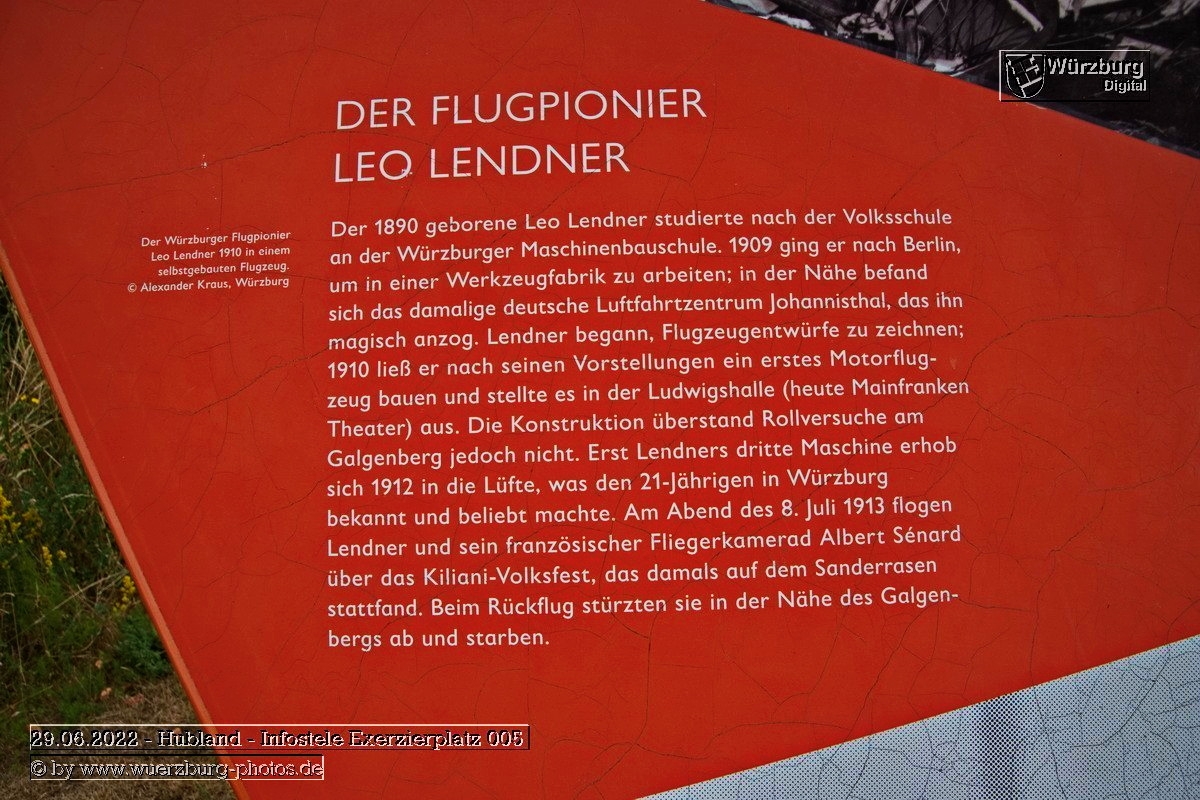 Würzburg
Digital
DER FLUGPIONIER
LEO LENDNER
Der Würzburger Flugpionier
Leo Lendner 1910 in einem
selbstgebauten Flugzeug.
© Alexander Kraus, Würzburg
Der 1890 geborene Leo Lendner studierte nach der Volksschule
an der Würzburger Maschinenbauschule. 1909 ging er nach Berlin,
um in einer Werkzeugfabrik zu arbeiten; in der Nähe befand
sich das damalige deutsche Luftfahrtzentrum Johannisthal, das ihn
magisch anzog. Lendner begann, Flugzeugentwürfe zu zeichnen;
1910 ließ er nach seinen Vorstellungen ein erstes Motorflug-
zeug bauen und stellte es in der Ludwigshalle (heute Mainfranken
Theater) aus. Die Konstruktion überstand Rollversuche am
Galgenberg jedoch nicht. Erst Lendners dritte Maschine erhob
sich 1912 in die Lüfte, was den 21-Jährigen in Würzburg
bekannt und beliebt machte. Am Abend des 8. Juli 1913 flogen
Lendner und sein französischer Fliegerkamerad Albert Sénard
über das Kiliani-Volksfest, das damals auf dem Sanderrasen
stattfand. Beim Rückflug stürzten sie in der Nähe des Galgen-
bergs ab und starben.
29.06.2022 - Hubland - Infostele Exerzierplatz 005
© by www.wuerzburg-photos.de